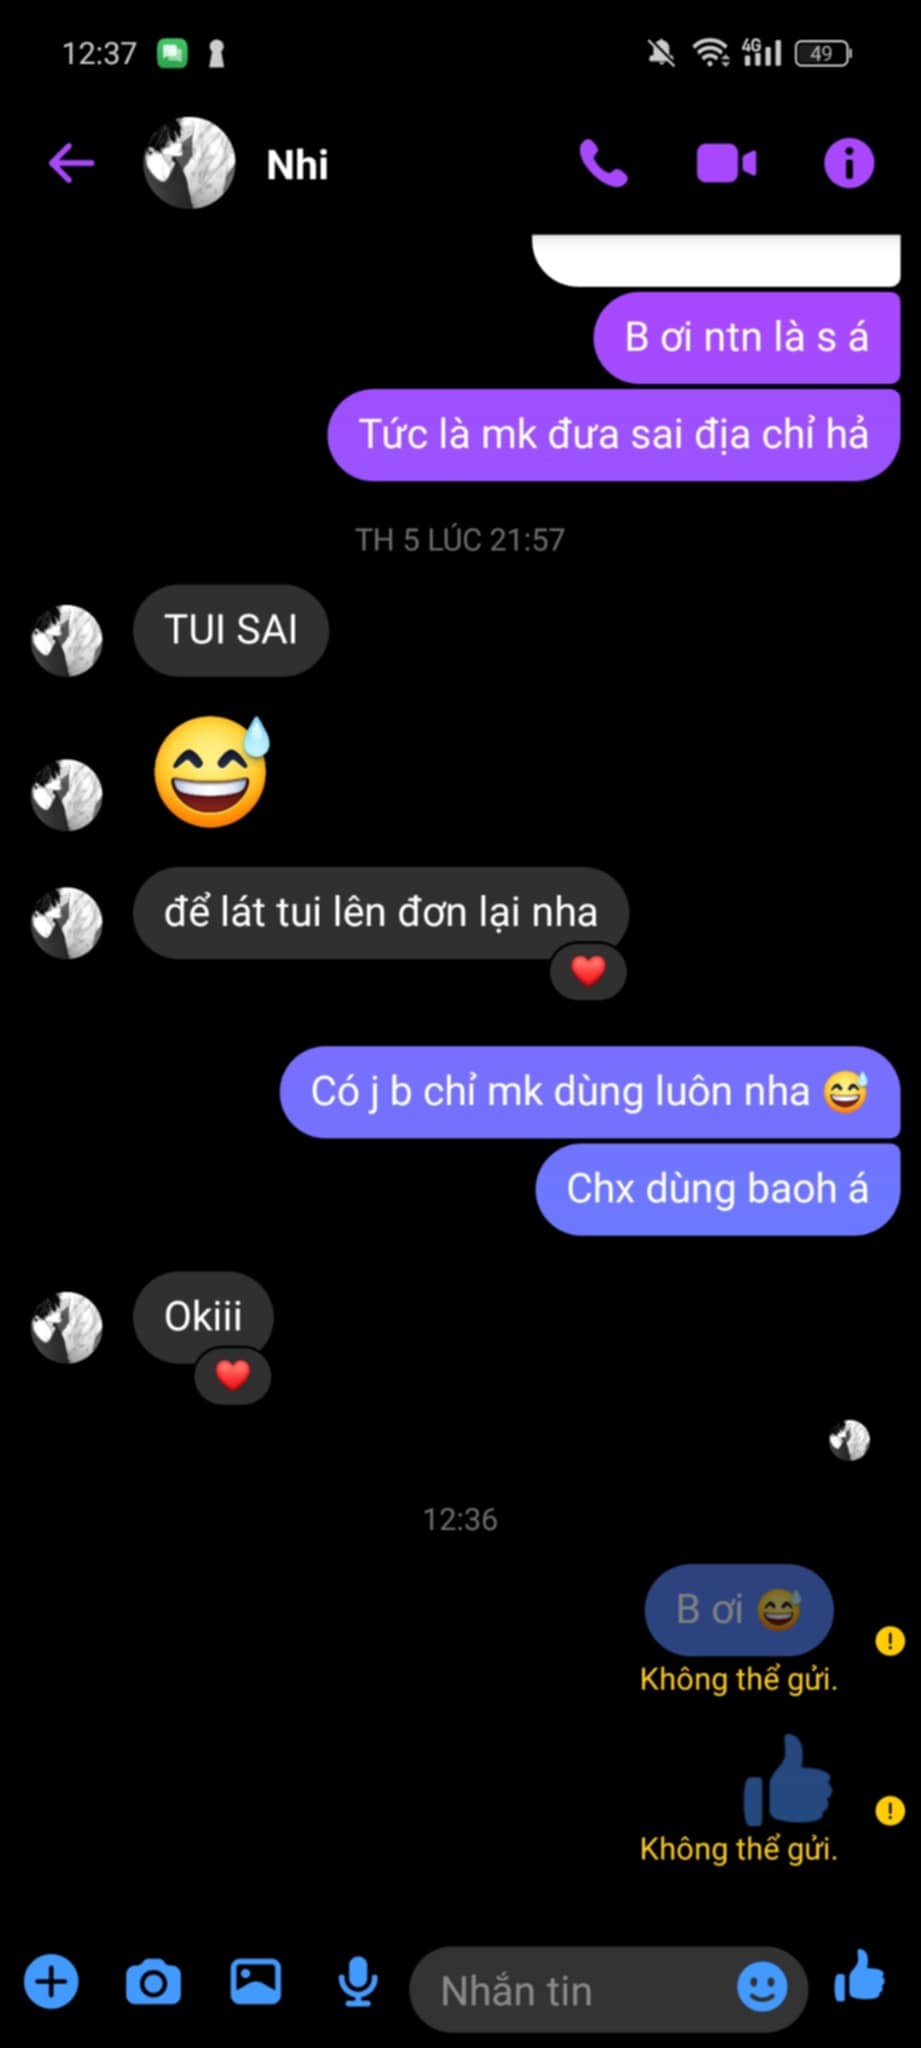 12:37
4G
49
Nhi
B ơi ntn là s á
Tức là mk đưa sai địa chỉ hả
TH 5 LÚC 21:57
TUI SAI
để lát tui lên đơn lại nha
Có j b chỉ mk dùng luôn nha 😅
Chx dùng baoh á
Okiii
12:36
B ơi 😅
Không thể gửi.
Không thể gửi.
Nhắn tin